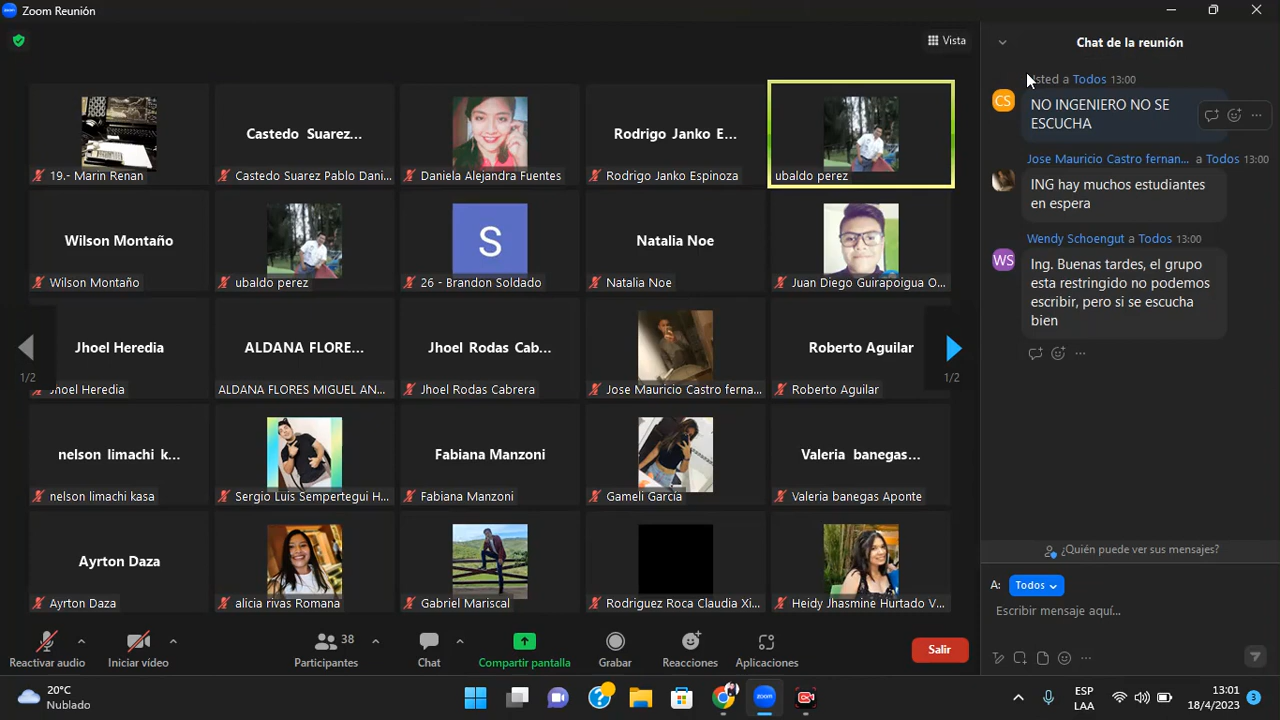 Zoom Reunión
Vista
19.- Marin Renan
Castedo Suarez...
Castedo Suarez Pablo Dani...
Daniela Alejandra Fuentes
Rodrigo Janko E...
Rodrigo Janko Espinoza
ubaldo perez
Wilson Montaño
Wilson Montaño
ubaldo perez
S
26 - Brandon Soldado
Natalia Noe
Natalia Noe
Juan Diego Guirapoigua O...
1/2
Jhoel Heredia
Jhoel Heredia
ALDANA FLORE...
ALDANA FLORES MIGUEL AN...
Jhoel Rodas Cab...
Jhoel Rodas Cabrera
Jose Mauricio Castro ferna...
Roberto Aguilar
Roberto Aguilar
1/2
nelson limachi k...
nelson limachi kasa
Sergio Luis Sempertegui H...
Fabiana Manzoni
Fabiana Manzoni
Gameli García
Valeria banegas...
Valeria banegas Aponte
Ayrton Daza
Ayrton Daza
alicia rivas Romana
Gabriel Mariscal
Rodriguez Roca Claudia Xi...
Heidy Jhasmine Hurtado V...
Reactivar audio
Iniciar vídeo
38
Participantes
Chat
Compartir pantalla
Grabar
Reacciones
Aplicaciones
Salir
Chat de la reunión
Usted a Todos 13:00
CS
NO INGENIERO NO SE
ESCUCHA
Jose Mauricio Castro fernan... a Todos 13:00
ING hay muchos estudiantes
en espera
Wendy Schoengut a Todos 13:00
WS
Ing. Buenas tardes, el grupo
esta restringido no podemos
escribir, pero si se escucha
bien
¿Quién puede ver sus mensajes?
A: Todos
Escribir mensaje aquí...
20°C
Nublado
ESP
LAA
13:01
18/4/2023
3